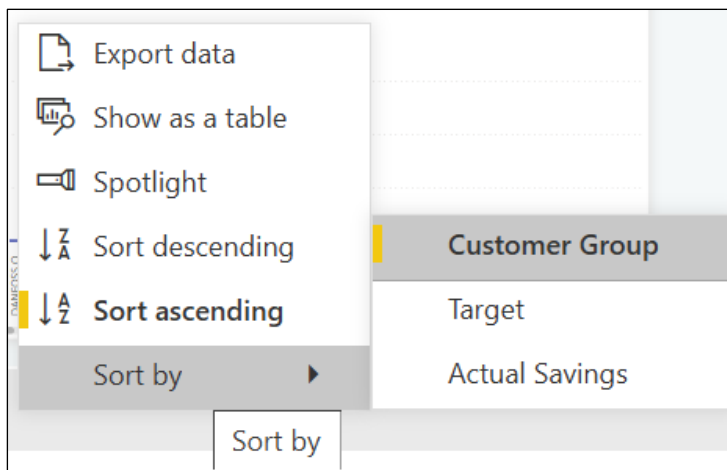 Export data
Show as a table
Spotlight
Sort descending
Sort ascending
Sort by
Customer Group
Target
Actual Savings
Sort by
DANFOSS O